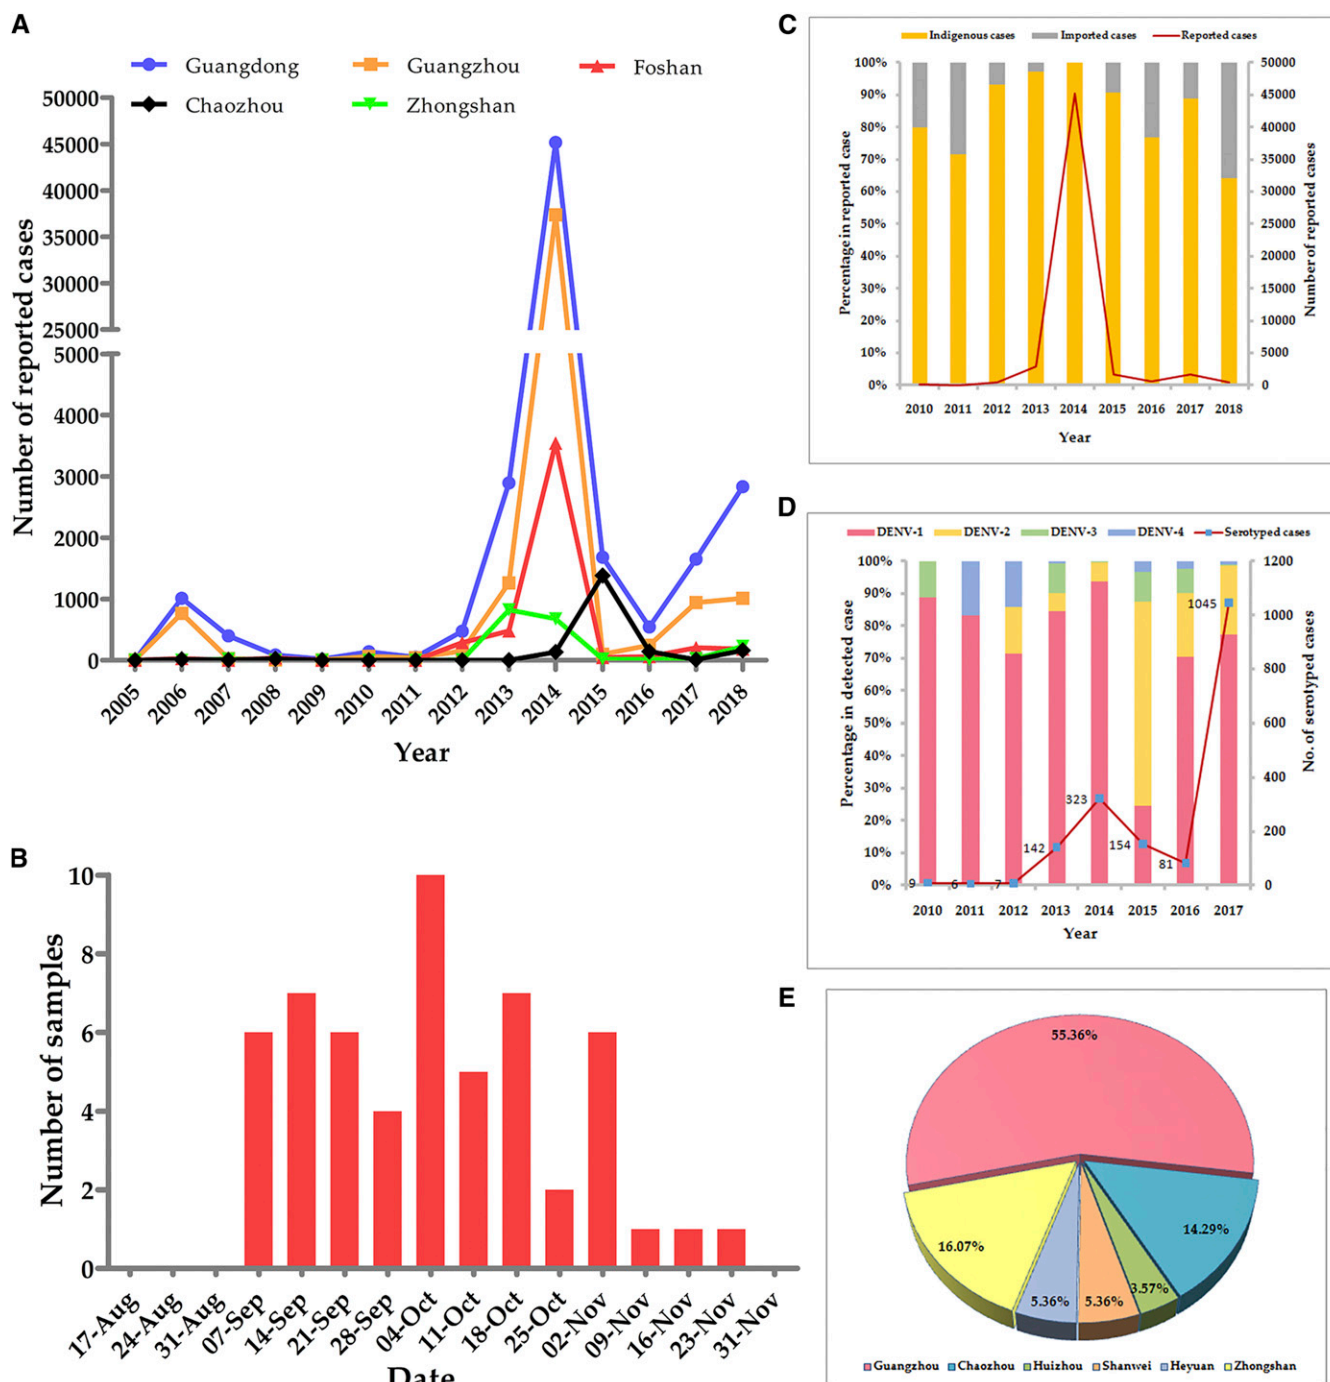 A
Guangdong Guangzhou Foshan
Chaozhou Zhongshan
Number of reported cases
50000
45000
40000
35000
30000
25000
5000
4000
3000
2000
1000
0
2005 2006 2007 2008 2009 2010 2011 2012 2013 2014 2015 2016 2017 2018
Year
B
Number of samples
10
8
6
4
2
0
17-Aug 24-Aug 31-Aug 07-Sep 14-Sep 21-Sep 28-Sep 04-Oct 11-Oct 18-Oct 25-Oct 02-Nov 09-Nov 16-Nov 23-Nov 31-Nov
Date
C
Indigenous cases Imported cases Reported cases
Percentage in reported case
100%
90%
80%
70%
60%
50%
40%
30%
20%
10%
0%
50000
45000
40000
35000
30000
25000
20000
15000
10000
5000
0
Number of reported cases
2010 2011 2012 2013 2014 2015 2016 2017 2018
Year
D
DENV-1 DENV-2 DENV-3 DENV-4 Serotyped cases
Percentage in detected case
100%
90%
80%
70%
60%
50%
40%
30%
20%
10%
0%
9 6 7 142 323 154 81 1045
1200
1000
800
600
400
200
0
No. of serotyped cases
2010 2011 2012 2013 2014 2015 2016 2017
Year
E
55.36%
14.29%
16.07%
3.57%
5.36% 5.36%
Guangzhou Chaozhou Huizhou Shanwei Heyuan Zhongshan